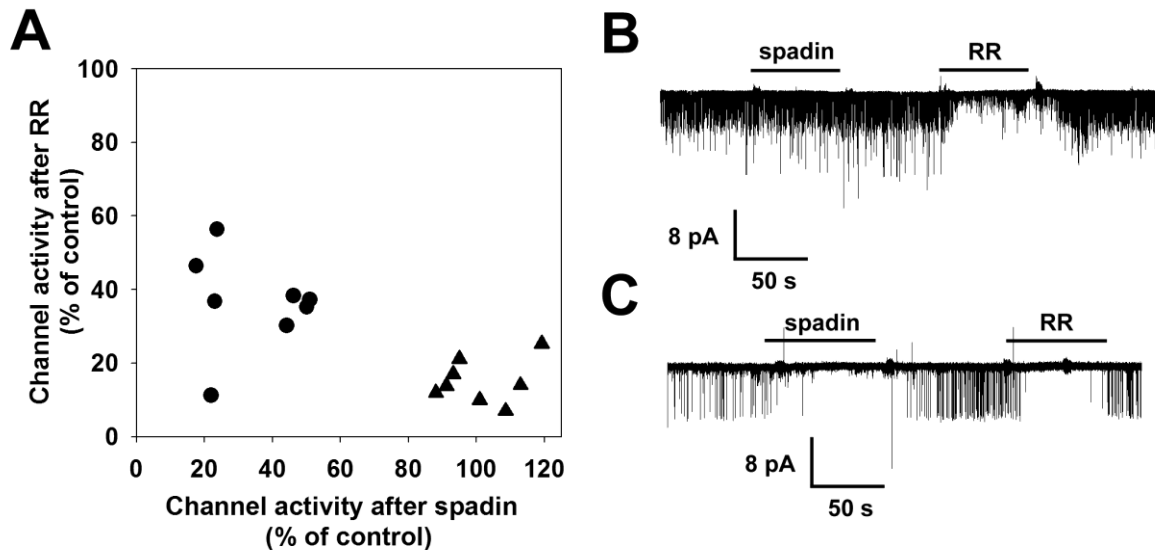 A
Channel activity after RR
(% of control)
100
80
60
40
20
0
0 20 40 60 80 100 120
Channel activity after spadin
(% of control)
B
spadin RR
8 pA
50 s
C
spadin RR
8 pA
50 s